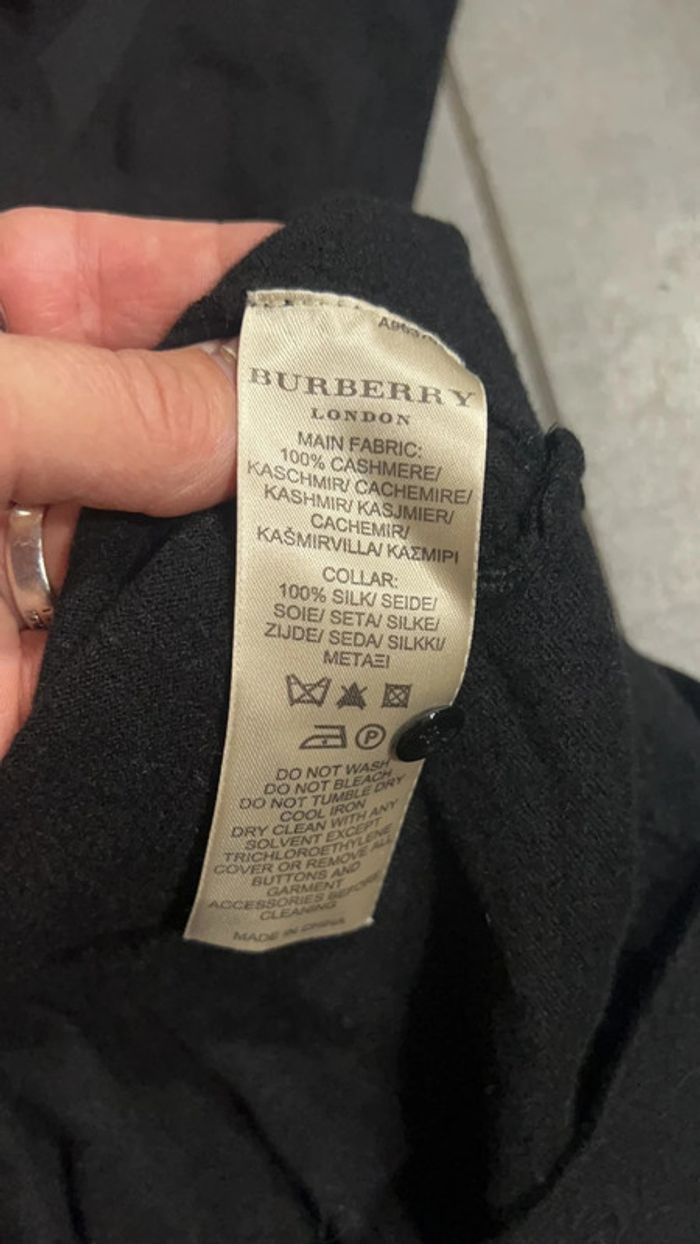 BURBERRY
LONDON
MAIN FABRIC:
100% CASHMERE/
KASCHMIR/ CACHEMIRE/
KASHMIR/ KASJMIER/
CACHEMIR/
KAŠMIRVILLA/ ΚΑΣΜΙΡΙ
COLLAR:
100% SILK/ SEIDE/
SOIE/ SETA/ SILKE/
ZIJDE/ SEDA/ SILKKI/
ΜΕΤΑΞΙ
P
DO NOT WASH
DO NOT BLEACH
DO NOT TUMBLE DRY
COOL IRON
DRY CLEAN WITH ANY
SOLVENT EXCEPT
TRICHLOROETHYLENE
COVER OR REMOVE ALL
BUTTONS AND
GARMENT
ACCESSORIES BEFORE
CLEANING
MADE IN CHINA